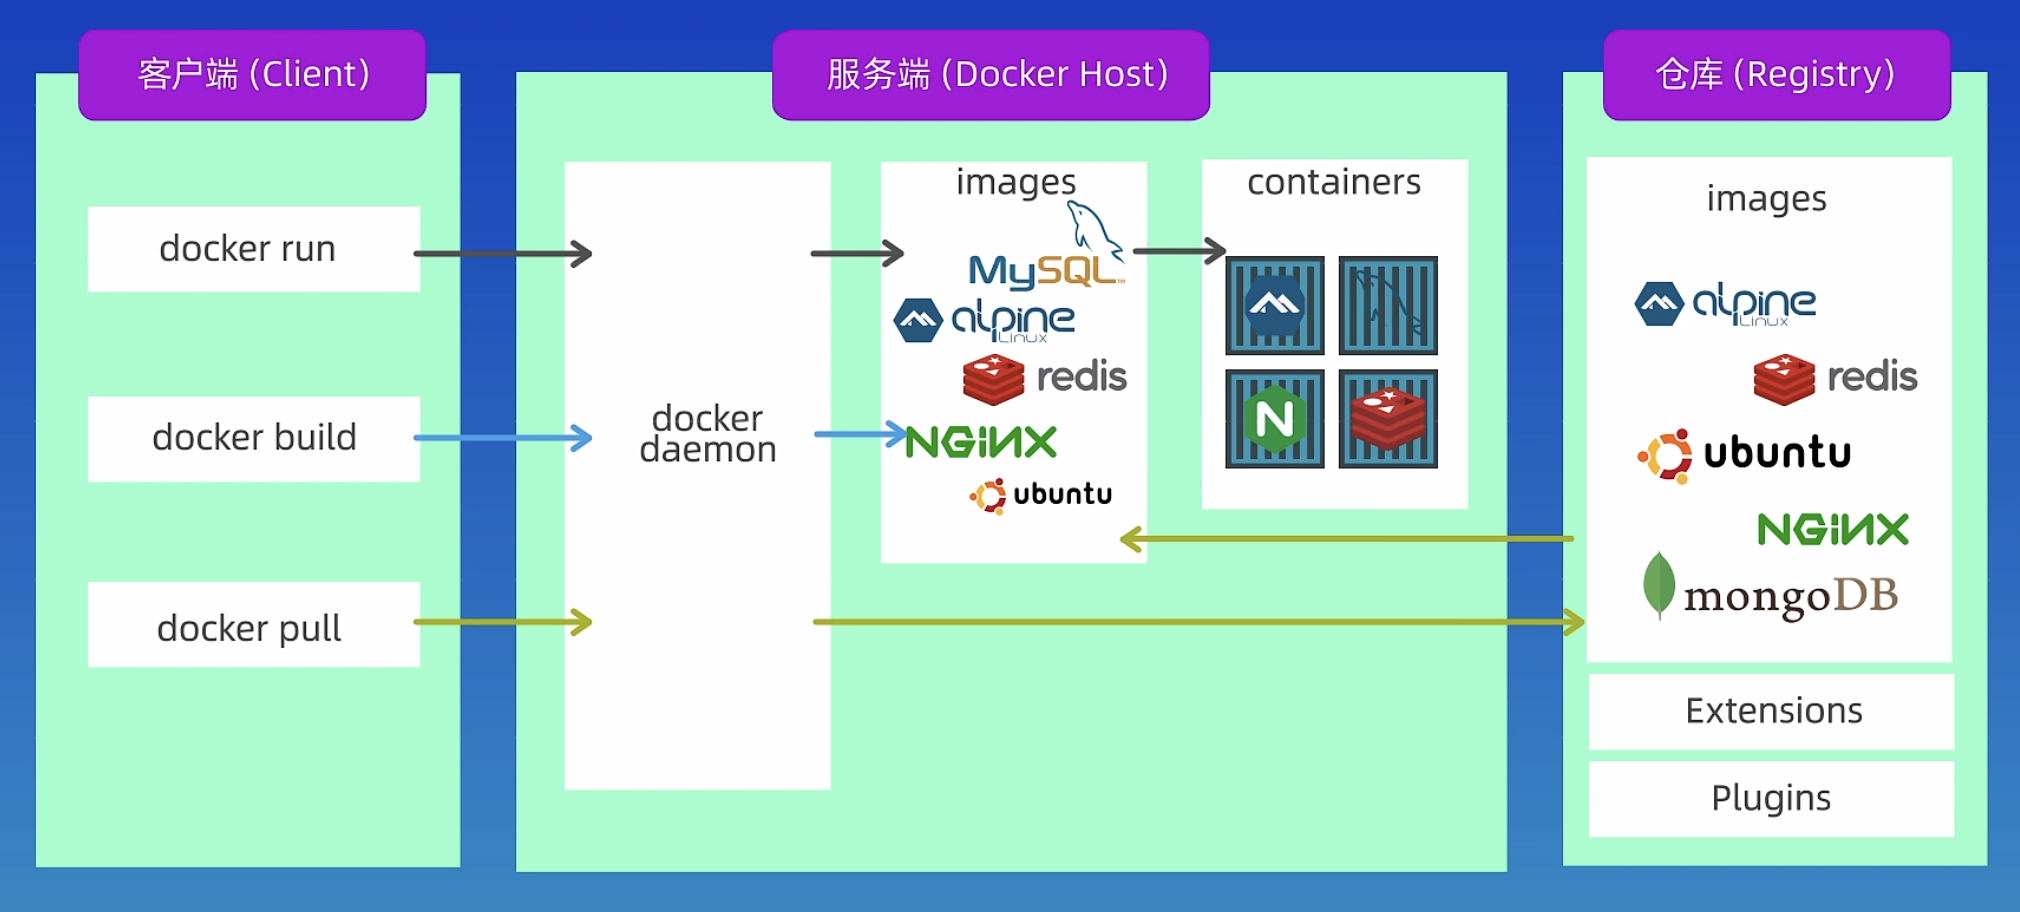 客户端 (Client)
服务端 (Docker Host)
仓库 (Registry)
docker run
docker build
docker pull
docker
daemon
images
MySQL
alpine
Linux
redis
NGINX
ubuntu
containers
N
images
alpine
Linux
redis
ubuntu
NGINX
mongoDB
Extensions
Plugins